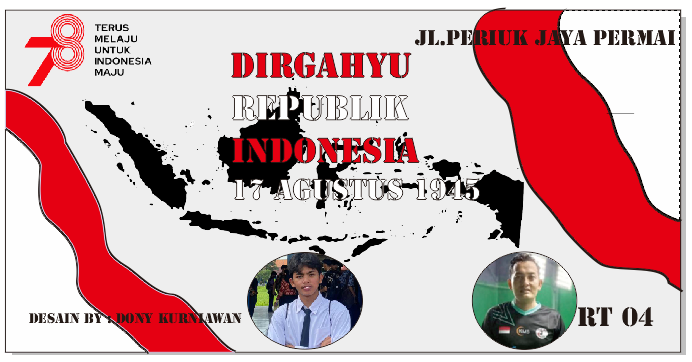 78
TERUS
MELAJU
UNTUK
INDONESIA
MAJU
JL.PERIUK JAYA PERMAI
DIRGAHYU
REPUBLIK
INDONESIA
17 AGUSTUS 1945
DESAIN BY : DONY KURNIAWAN
RT 04